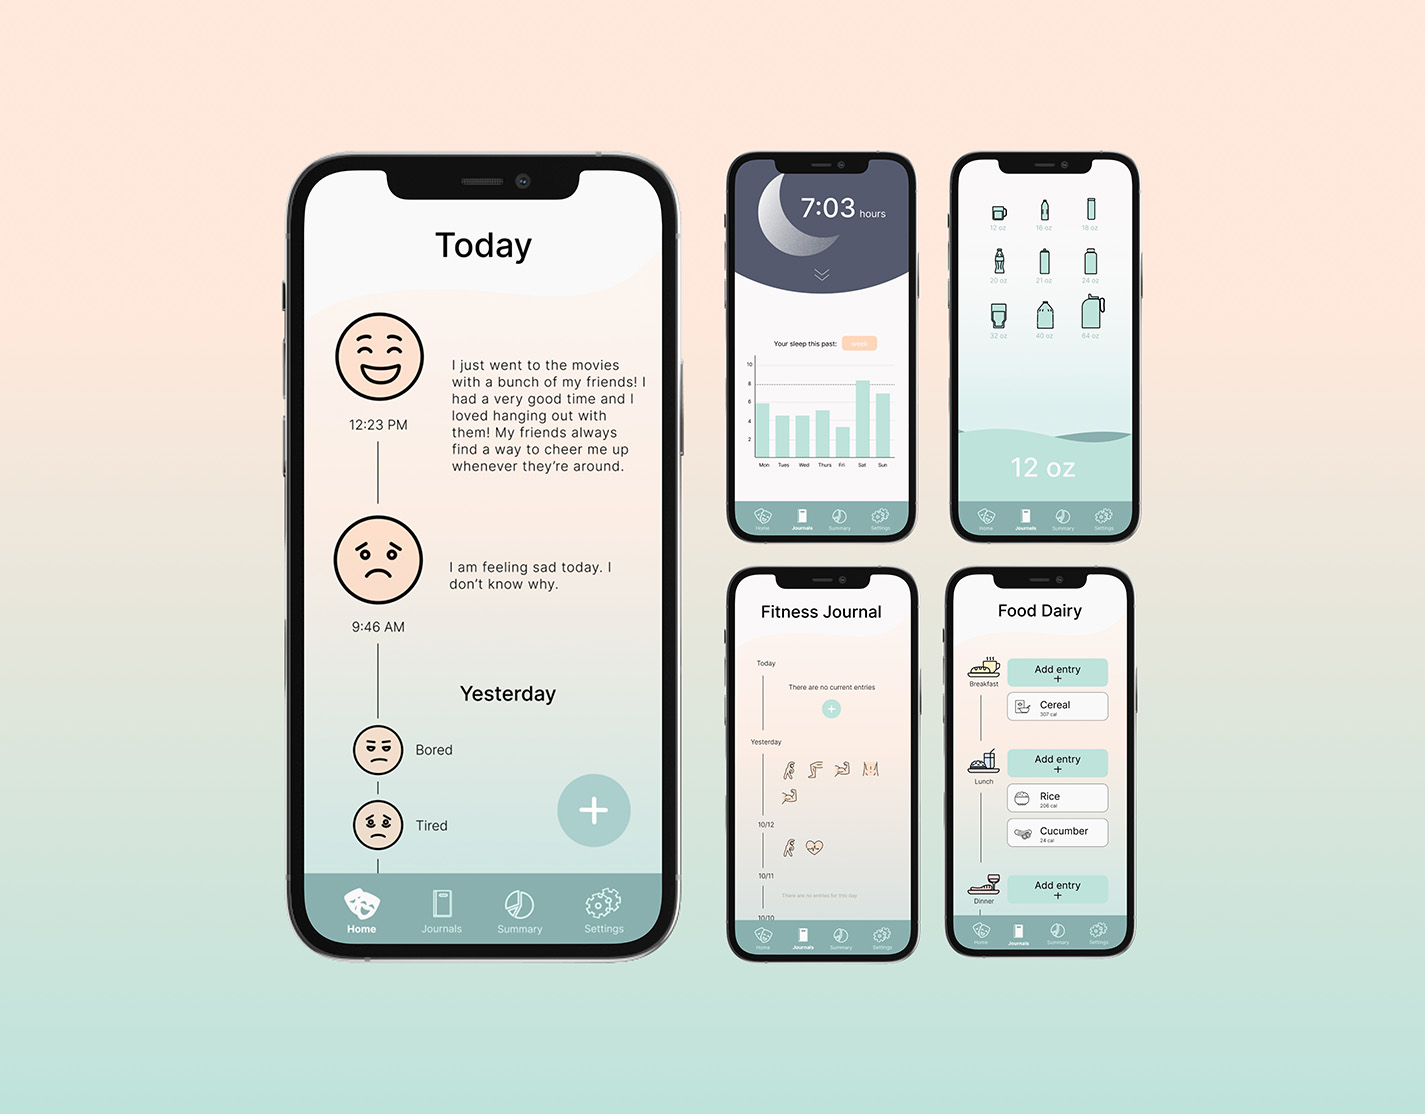 Today
I just went to the movies
with a bunch of my friends! I
had a very good time and I
loved hanging out with
them! My friends always
find a way to cheer me up
whenever they're around.
12:23 PM
I am feeling sad today. I
don't know why.
9:46 AM
Yesterday
Bored
Tired
Home
Journals
Summary
Settings
7:03 hours
Your sleep this past:
10
8
6
4
2
Mon
Tues
Wed
Thurs
Fri
Sat
Sun
Home
Journals
Summary
Settings
12 oz
16 oz
18 oz
20 oz
21 oz
24 oz
32 oz
40 oz
64 oz
12 oz
Home
Journals
Summary
Settings
Fitness Journal
Today
There are no current entries
Yesterday
10/12
10/11
There are no entries for this day
10/10
Home
Journals
Summary
Settings
Food Dairy
Breakfast
Add entry
+
Cereal
307 cal
Lunch
Add entry
+
Rice
206 cal
Cucumber
24 cal
Dinner
Add entry
+
Home
Journals
Summary
Settings